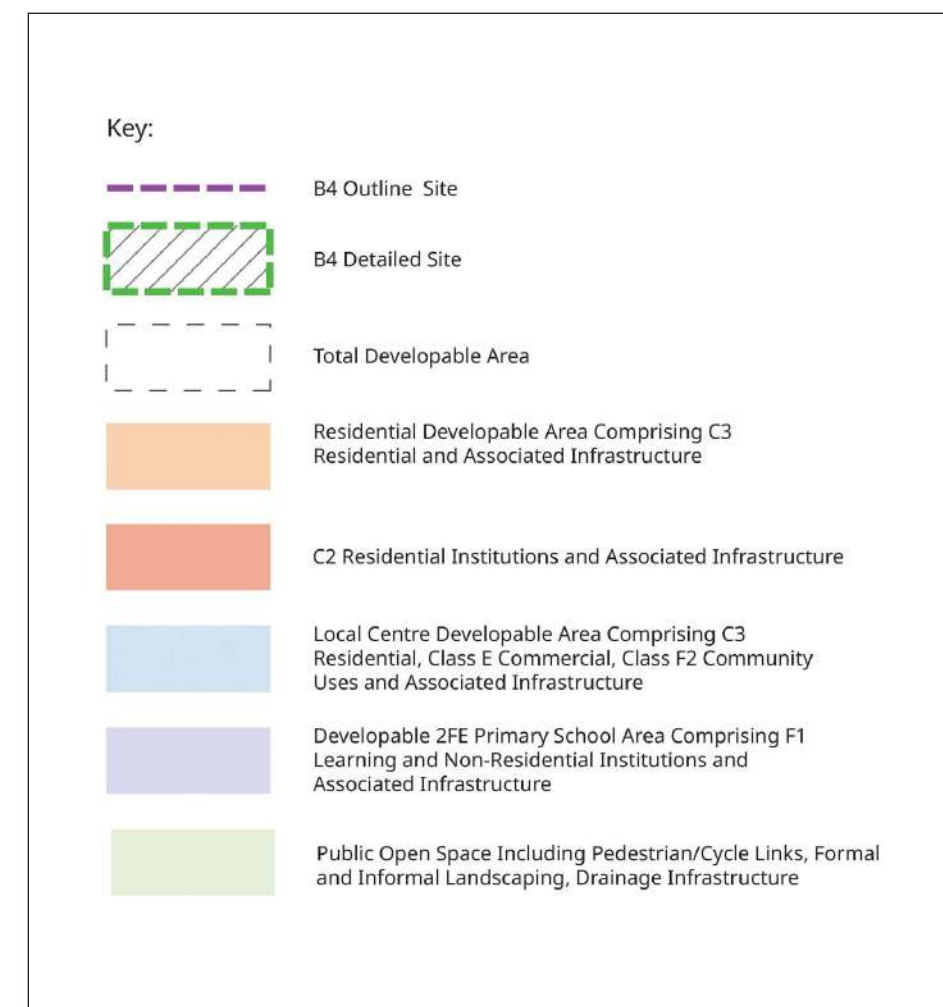 Key:
B4 Outline Site
B4 Detailed Site
Total Developable Area
Residential Developable Area Comprising C3
Residential and Associated Infrastructure
C2 Residential Institutions and Associated Infrastructure
Local Centre Developable Area Comprising C3
Residential, Class E Commercial, Class F2 Community
Uses and Associated Infrastructure
Developable 2FE Primary School Area Comprising F1
Learning and Non-Residential Institutions and
Associated Infrastructure
Public Open Space Including Pedestrian/Cycle Links, Formal
and Informal Landscaping, Drainage Infrastructure